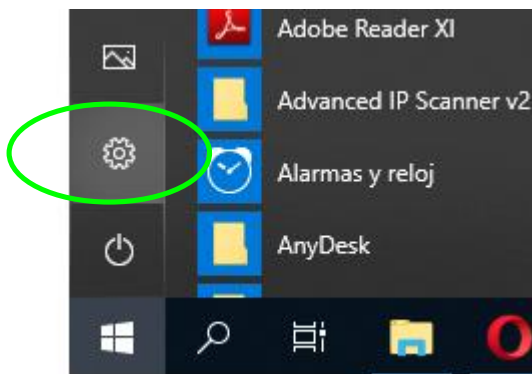 Adobe Reader XI
Advanced IP Scanner v2
Alarmas y reloj
AnyDesk